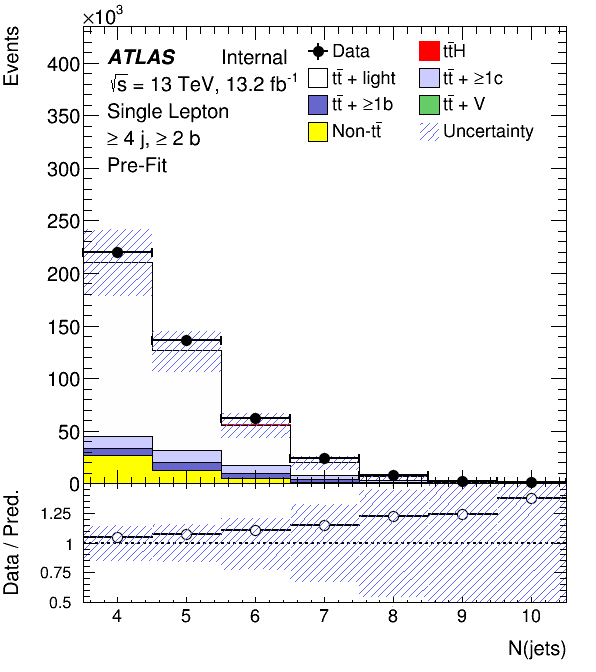 ×10³
Events
ATLAS Internal
√s = 13 TeV, 13.2 fb⁻¹
Single Lepton
≥ 4 j, ≥ 2 b
Pre-Fit
Data
tt̄H
tt̄ + light
tt̄ + ≥1c
tt̄ + ≥1b
tt̄ + V
Non-tt̄
Uncertainty
400
350
300
250
200
150
100
50
0
Data / Pred.
1.25
1
0.75
0.5
4 5 6 7 8 9 10
N(jets)